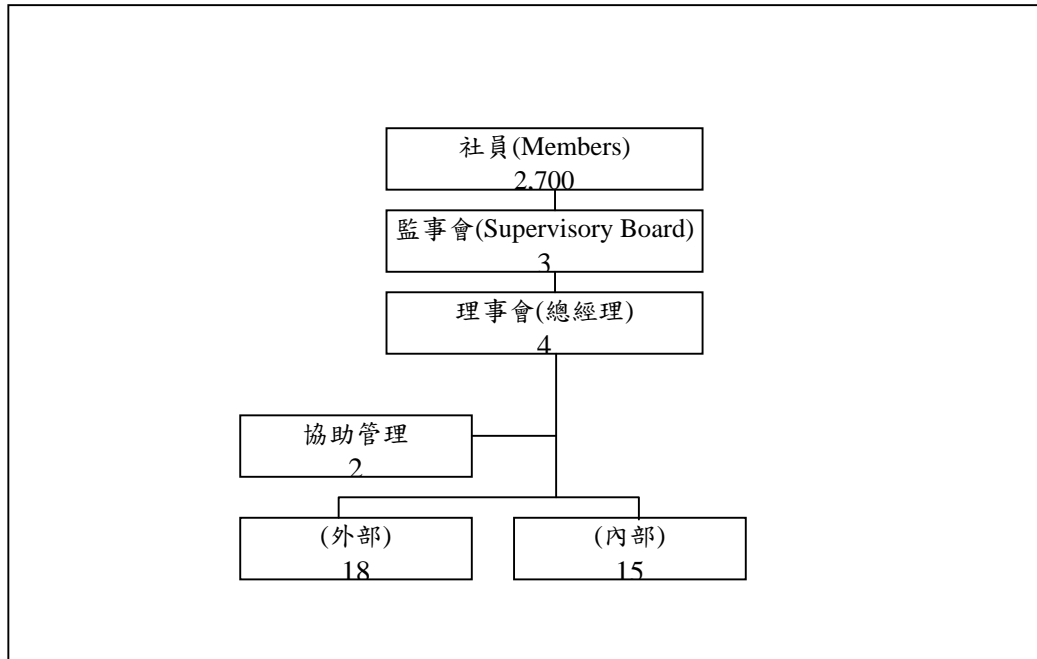 社員(Members)
2,700
監事會(Supervisory Board)
3
理事會(總經理)
4
協助管理
2
(外部)
18
(內部)
15